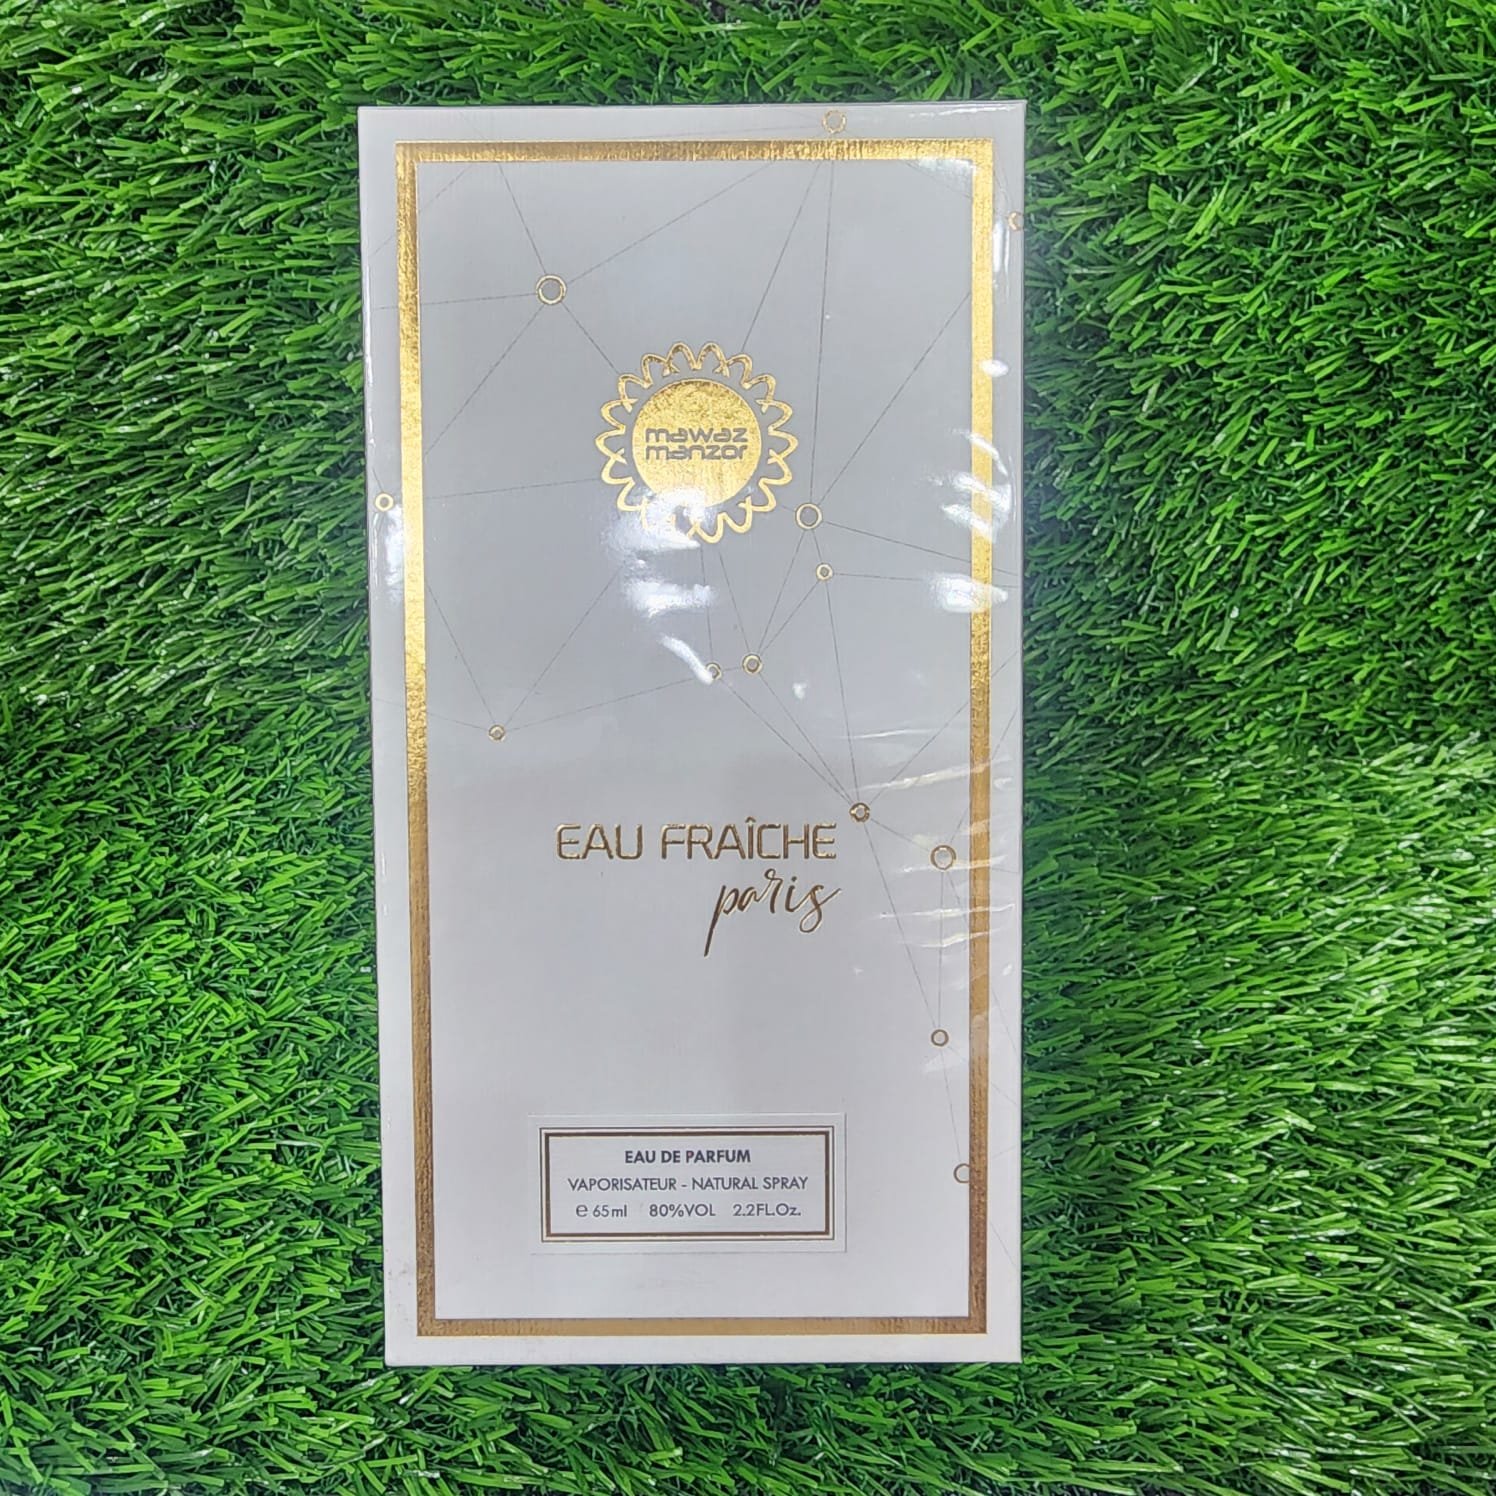 mawaz
manzor
EAU FRAÎCHE
paris
EAU DE PARFUM
VAPORISATEUR - NATURAL SPRAY
e 65ml 80%VOL 2.2FL.Oz.